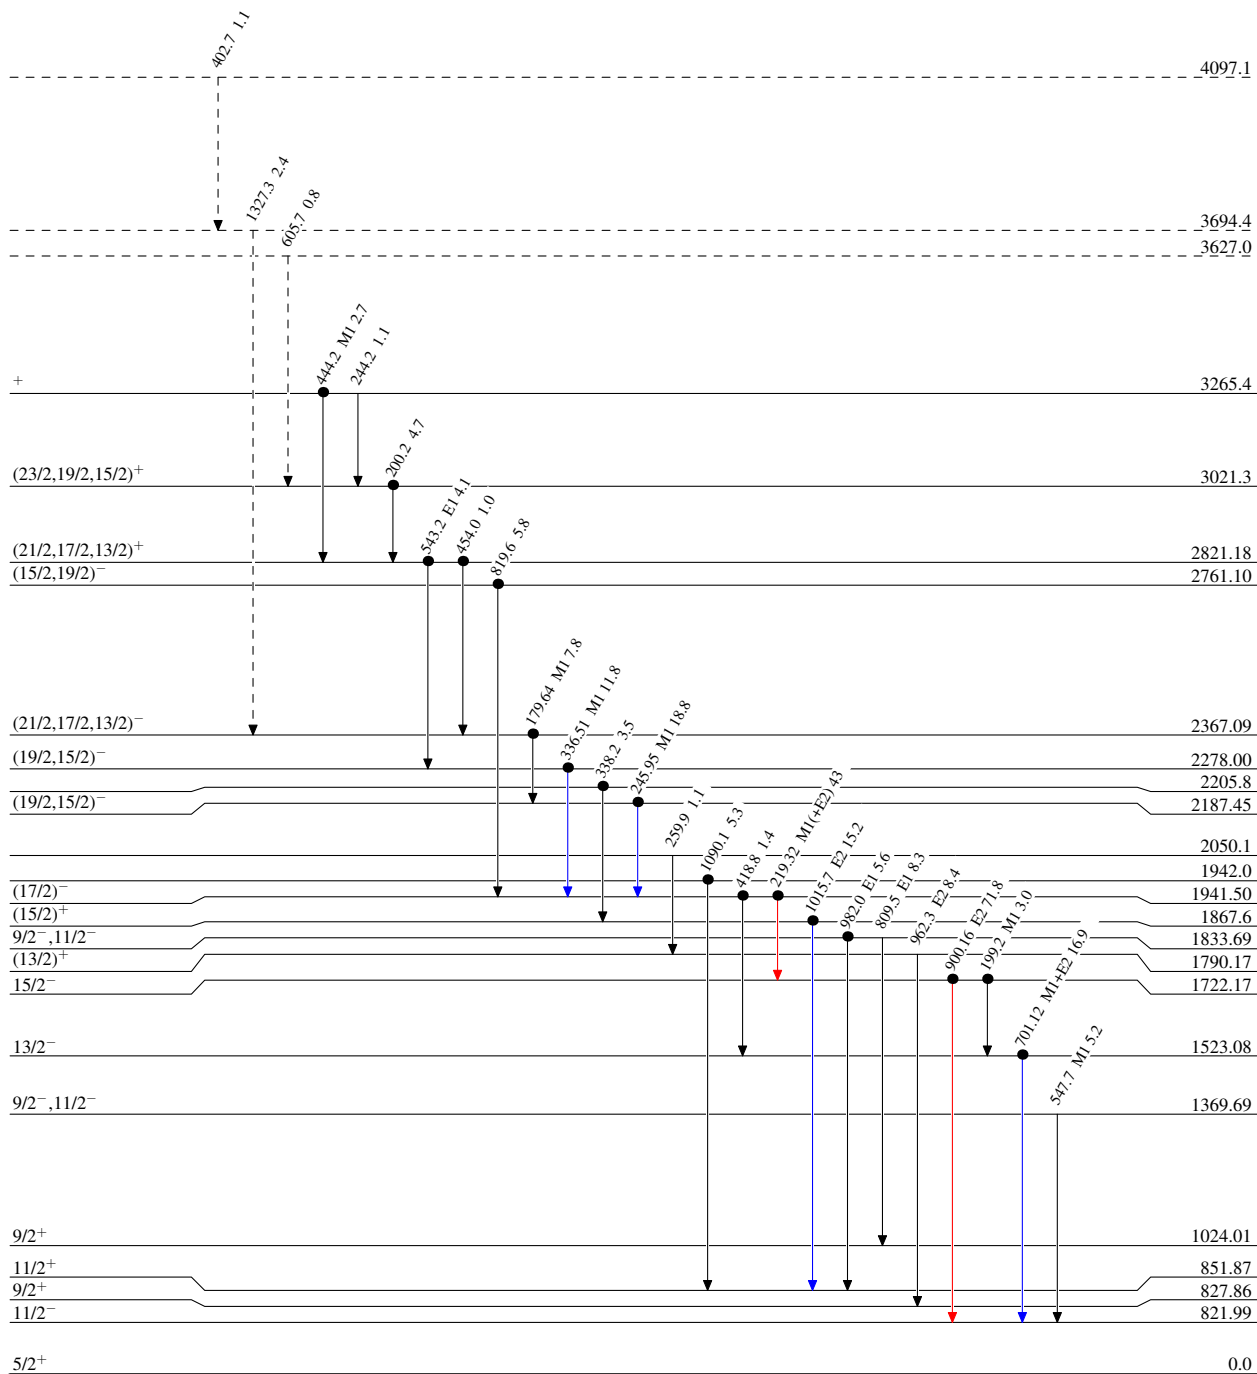 402.7 1.1
4097.1
1327.3 2.4
3694.4
605.7 0.8
3627.0
444.2 M1 2.7
244.2 1.1
+ 3265.4
200.2 4.7
(23/2,19/2,15/2)⁺ 3021.3
543.2 E1 4.1
454.0 1.0
819.6 5.8
(21/2,17/2,13/2)⁺ 2821.18
(15/2,19/2)⁻ 2761.10
179.64 M1 7.8
336.51 M1 11.8
338.2 3.5
245.95 M1 18.8
(21/2,17/2,13/2)⁻ 2367.09
(19/2,15/2)⁻ 2278.00
2205.8
(19/2,15/2)⁻ 2187.45
259.9 1.1
1090.1 5.3
418.8 1.4
219.32 M1(+E2) 43
1015.7 E2 15.2
982.0 E1 5.6
809.5 E1 8.3
962.3 E2 8.4
900.16 E2 71.8
199.2 M1 3.0
2050.1
1942.0
(17/2)⁻ 1941.50
(15/2)⁺ 1867.6
9/2⁻,11/2⁻ 1833.69
(13/2)⁺ 1790.17
15/2⁻ 1722.17
701.12 M1+E2 16.9
547.7 M1 5.2
13/2⁻ 1523.08
9/2⁻,11/2⁻ 1369.69
9/2⁺ 1024.01
11/2⁺ 851.87
9/2⁺ 827.86
11/2⁻ 821.99
5/2⁺ 0.0